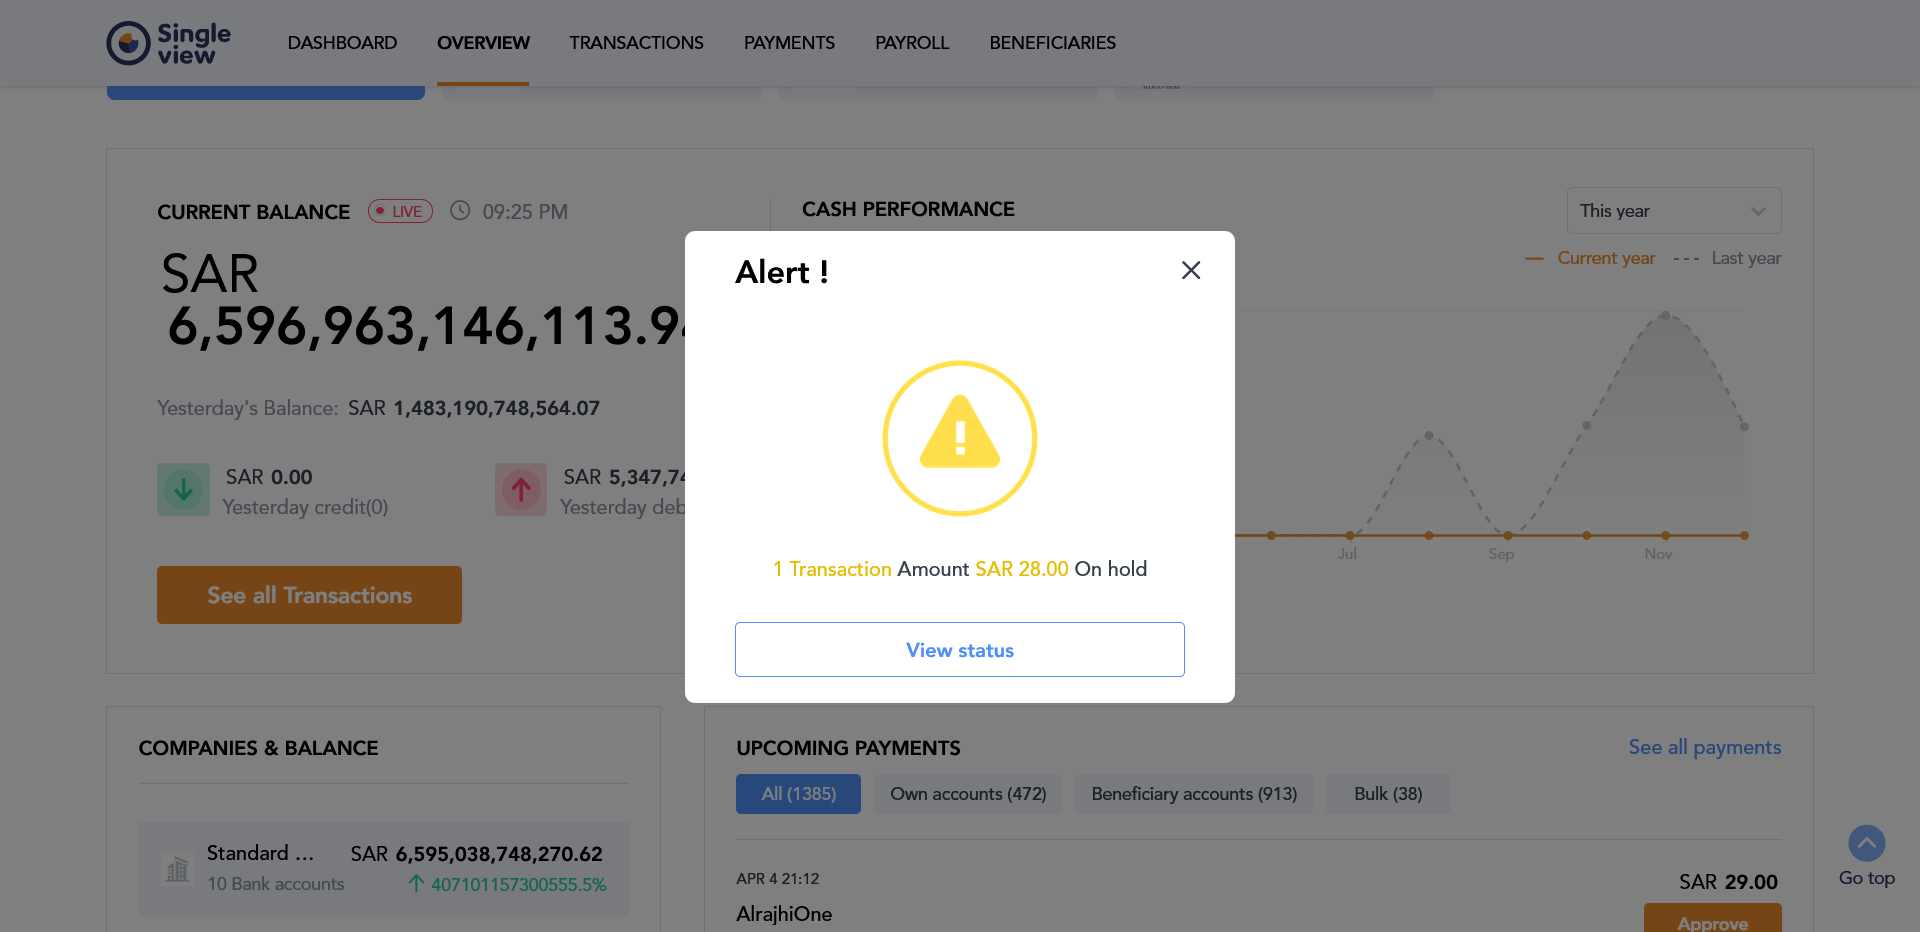 Single view
DASHBOARD OVERVIEW TRANSACTIONS PAYMENTS PAYROLL BENEFICIARIES
CURRENT BALANCE LIVE 09:25 PM
SAR
6,596,963,146,113.94
Yesterday's Balance: SAR 1,483,190,748,564.07
SAR 0.00
Yesterday credit(0)
SAR 5,347,74
Yesterday deb
See all Transactions
CASH PERFORMANCE
This year
Current year --- Last year
Jul Sep Nov
Alert !
1 Transaction Amount SAR 28.00 On hold
View status
COMPANIES & BALANCE
Standard ... SAR 6,595,038,748,270.62
10 Bank accounts 407101157300555.5%
UPCOMING PAYMENTS
See all payments
All (1385) Own accounts (472) Beneficiary accounts (913) Bulk (38)
APR 4 21:12
AlrajhiOne
SAR 29.00
Approve
Go top